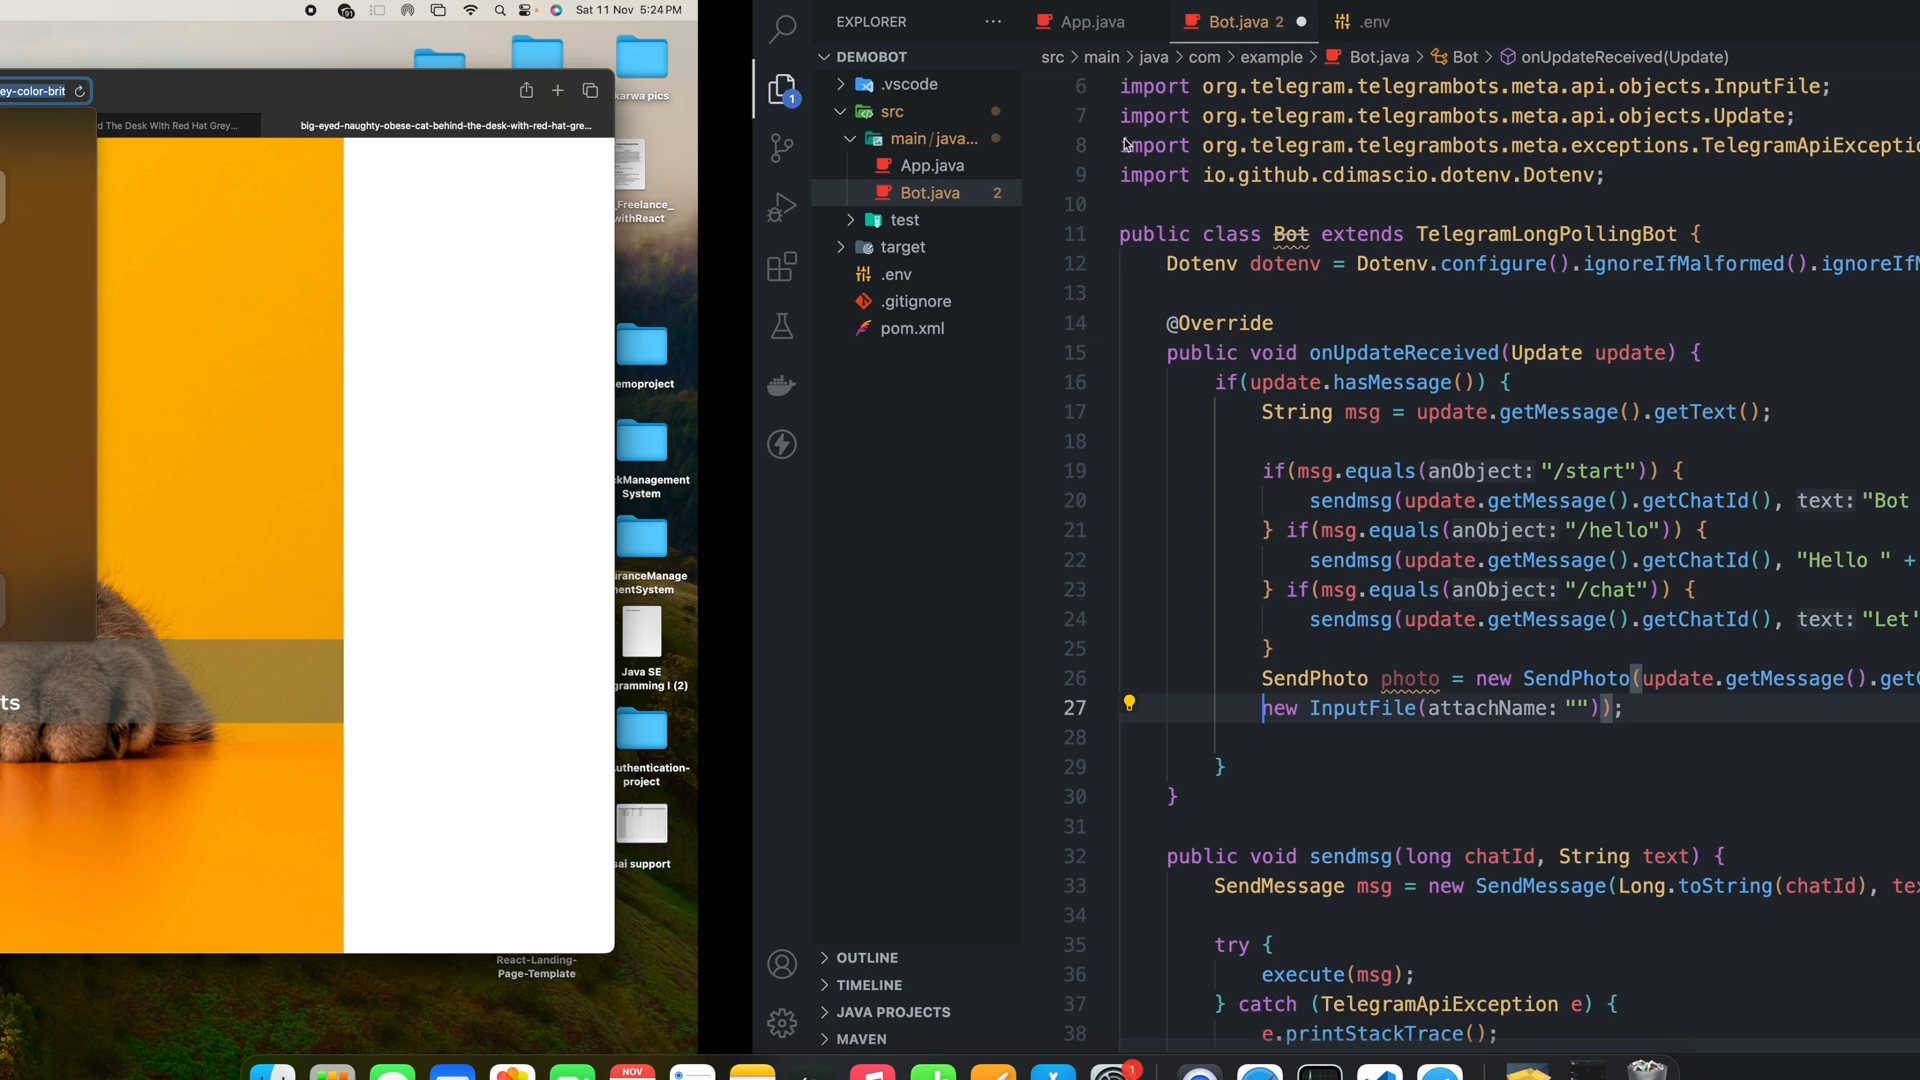 Sat 11 Nov 5:24 PM
91
ey-color-brit
d The Desk With Red Hat Grey...
big-eyed-naughty-obese-cat-behind-the-desk-with-red-hat-gre...
ts
karwa pics
Freelance_
withReact
emoproject
ckManagement
System
uranceManage
mentSystem
Java SE
gramming I (2)
uthentication-
project
sai support
React-Landing-
Page-Template
EXPLORER
DEMOBOT
.vscode
src
main/java...
App.java
Bot.java 2
test
target
.env
.gitignore
pom.xml
1
OUTLINE
TIMELINE
JAVA PROJECTS
MAVEN
App.java
Bot.java 2
.env
src > main > java > com > example > Bot.java > Bot > onUpdateReceived(Update)
6 import org.telegram.telegrambots.meta.api.objects.InputFile;
7 import org.telegram.telegrambots.meta.api.objects.Update;
8 import org.telegram.telegrambots.meta.exceptions.TelegramApiExceptio
9 import io.github.cdimascio.dotenv.Dotenv;
10
11 public class Bot extends TelegramLongPollingBot {
12 Dotenv dotenv = Dotenv.configure().ignoreIfMalformed().ignoreIfM
13
14 @Override
15 public void onUpdateReceived(Update update) {
16 if(update.hasMessage()) {
17 String msg = update.getMessage().getText();
18
19 if(msg.equals(anObject: "/start")) {
20 sendmsg(update.getMessage().getChatId(), text: "Bot
21 } if(msg.equals(anObject: "/hello")) {
22 sendmsg(update.getMessage().getChatId(), "Hello " +
23 } if(msg.equals(anObject: "/chat")) {
24 sendmsg(update.getMessage().getChatId(), text: "Let'
25 }
26 SendPhoto photo = new SendPhoto(update.getMessage().getC
27 new InputFile(attachName: ""));
28
29 }
30 }
31
32 public void sendmsg(long chatId, String text) {
33 SendMessage msg = new SendMessage(Long.toString(chatId), tex
34
35 try {
36 execute(msg);
37 } catch (TelegramApiException e) {
38 e.printStackTrace();
NOV
1